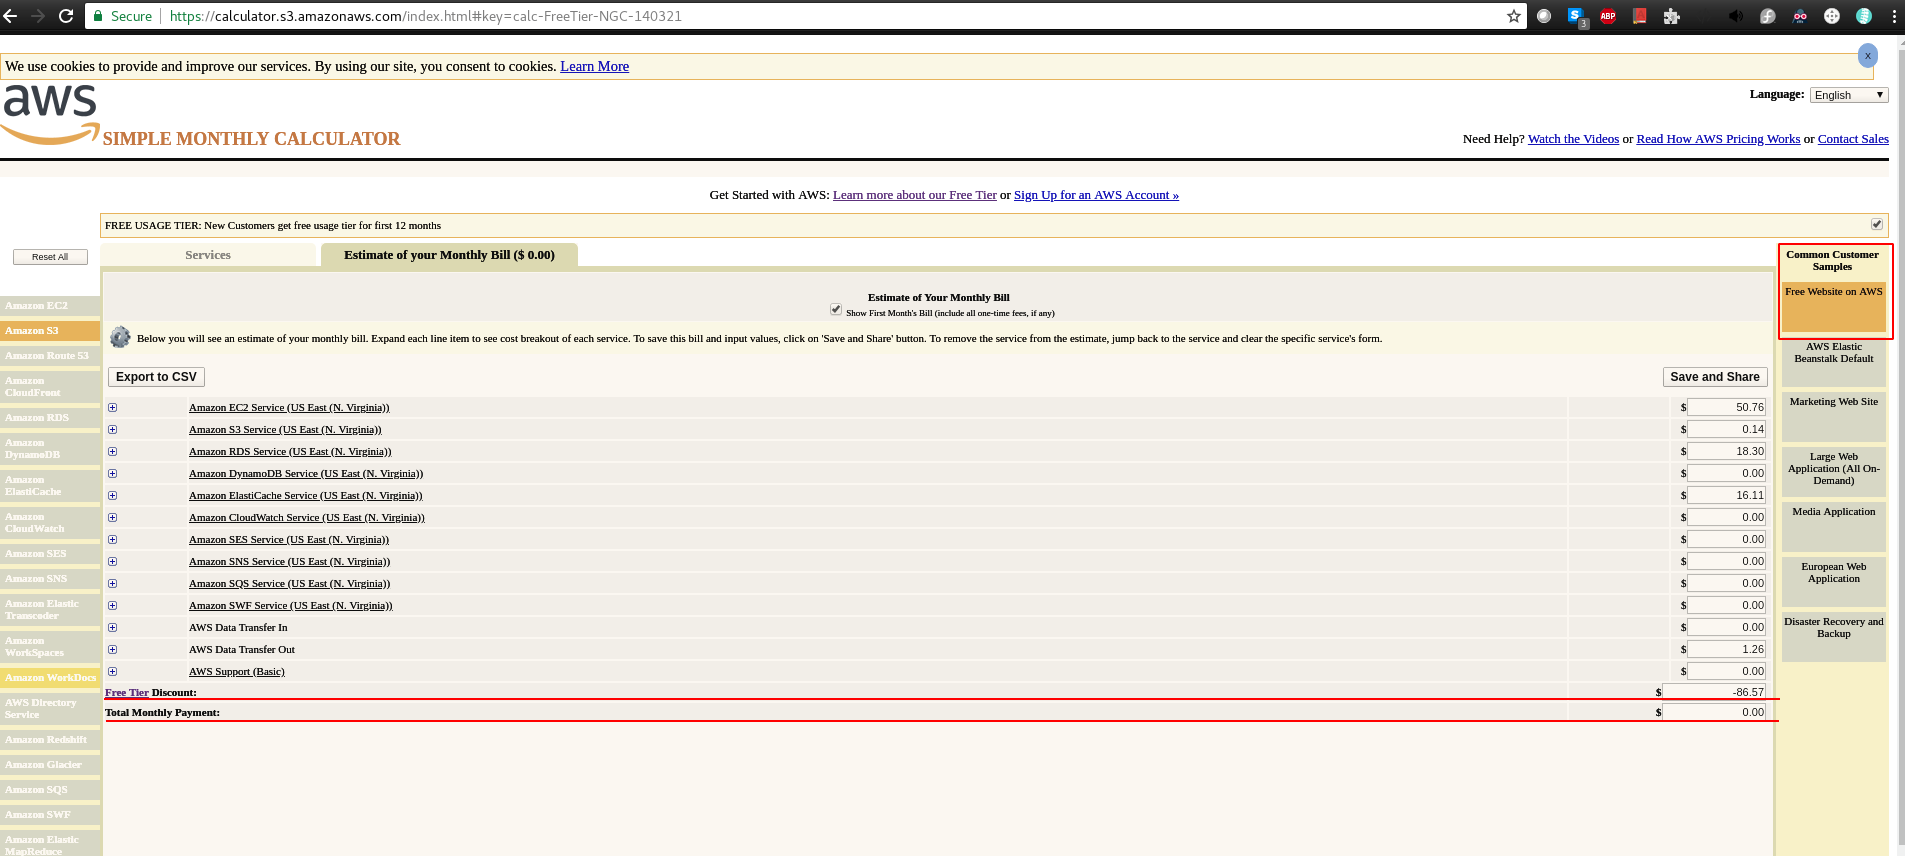 Secure https://calculator.s3.amazonaws.com/index.html#key=calc-FreeTier-NGC-140321
3
ABP
We use cookies to provide and improve our services. By using our site, you consent to cookies. Learn More
x
aws
SIMPLE MONTHLY CALCULATOR
Language: English
Need Help? Watch the Videos or Read How AWS Pricing Works or Contact Sales
Get Started with AWS: Learn more about our Free Tier or Sign Up for an AWS Account »
FREE USAGE TIER: New Customers get free usage tier for first 12 months
Reset All
Services
Estimate of your Monthly Bill ($ 0.00)
Amazon EC2
Amazon S3
Amazon Route 53
Amazon
CloudFront
Amazon RDS
Amazon
DynamoDB
Amazon
ElastiCache
Amazon
CloudWatch
Amazon SES
Amazon SNS
Amazon Elastic
Transcoder
Amazon
WorkSpaces
Amazon WorkDocs
AWS Directory
Service
Amazon Redshift
Amazon Glacier
Amazon SQS
Amazon SWF
Amazon Elastic
MapReduce
Estimate of Your Monthly Bill
Show First Month's Bill (include all one-time fees, if any)
Below you will see an estimate of your monthly bill. Expand each line item to see cost breakout of each service. To save this bill and input values, click on 'Save and Share' button. To remove the service from the estimate, jump back to the service and clear the specific service's form.
Export to CSV
Save and Share
Amazon EC2 Service (US East (N. Virginia)) $ 50.76
Amazon S3 Service (US East (N. Virginia)) $ 0.14
Amazon RDS Service (US East (N. Virginia)) $ 18.30
Amazon DynamoDB Service (US East (N. Virginia)) $ 0.00
Amazon ElastiCache Service (US East (N. Virginia)) $ 16.11
Amazon CloudWatch Service (US East (N. Virginia)) $ 0.00
Amazon SES Service (US East (N. Virginia)) $ 0.00
Amazon SNS Service (US East (N. Virginia)) $ 0.00
Amazon SQS Service (US East (N. Virginia)) $ 0.00
Amazon SWF Service (US East (N. Virginia)) $ 0.00
AWS Data Transfer In $ 0.00
AWS Data Transfer Out $ 1.26
AWS Support (Basic) $ 0.00
Free Tier Discount: $ -86.57
Total Monthly Payment: $ 0.00
Common Customer
Samples
Free Website on AWS
AWS Elastic
Beanstalk Default
Marketing Web Site
Large Web
Application (All On-
Demand)
Media Application
European Web
Application
Disaster Recovery and
Backup